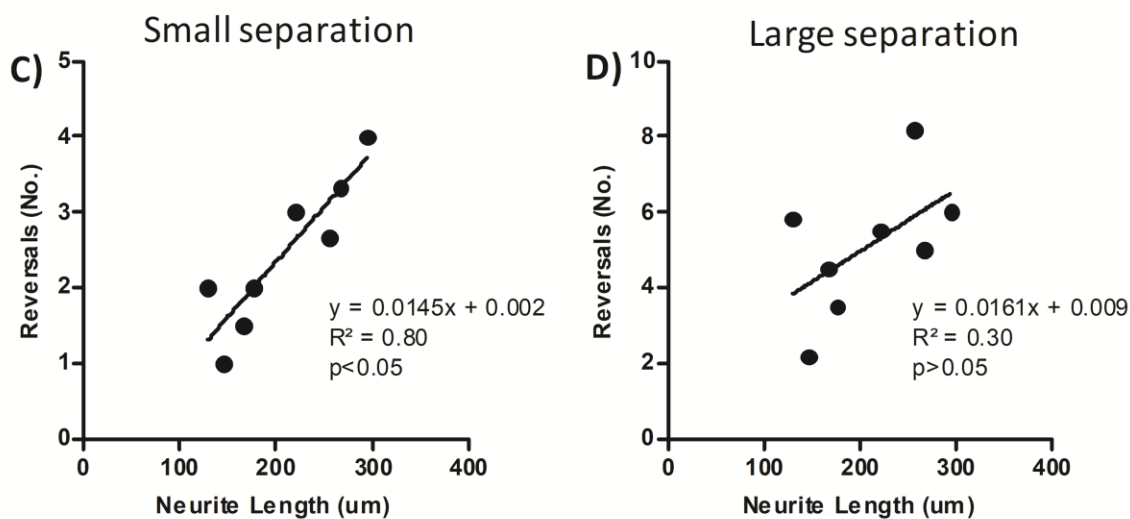 Small separation
C)
5
4
3
2
1
0
Reversals (No.)
y = 0.0145x + 0.002
R² = 0.80
p<0.05
0 100 200 300 400
Neurite Length (um)
Large separation
D)
10
8
6
4
2
0
Reversals (No.)
y = 0.0161x + 0.009
R² = 0.30
p>0.05
0 100 200 300 400
Neurite Length (um)